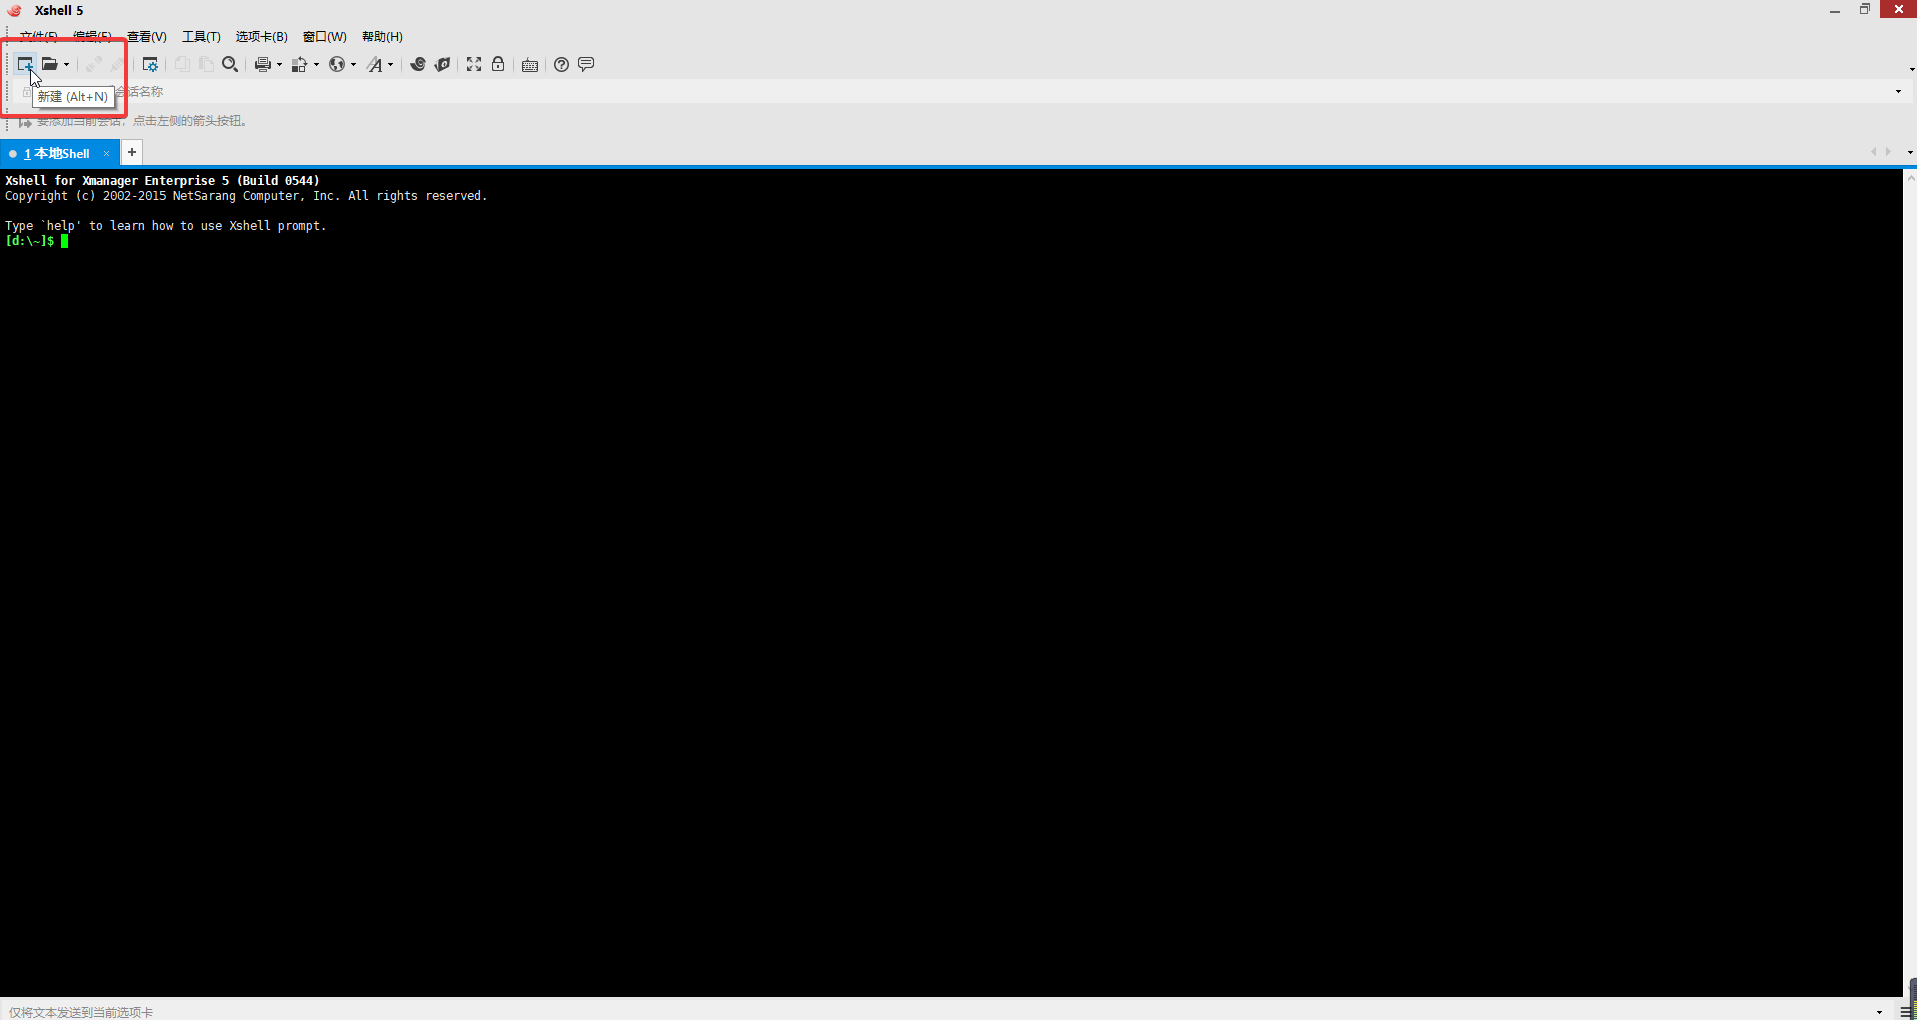 Xshell 5
文件(F) 编辑(E) 查看(V) 工具(T) 选项卡(B) 窗口(W) 帮助(H)
新建 (Alt+N) 会话名称
要添加当前会话，点击左侧的箭头按钮。
1 本地Shell × +
Xshell for Xmanager Enterprise 5 (Build 0544)
Copyright (c) 2002-2015 NetSarang Computer, Inc. All rights reserved.
Type `help' to learn how to use Xshell prompt.
[d:\~]$
仅将文本发送到当前选项卡